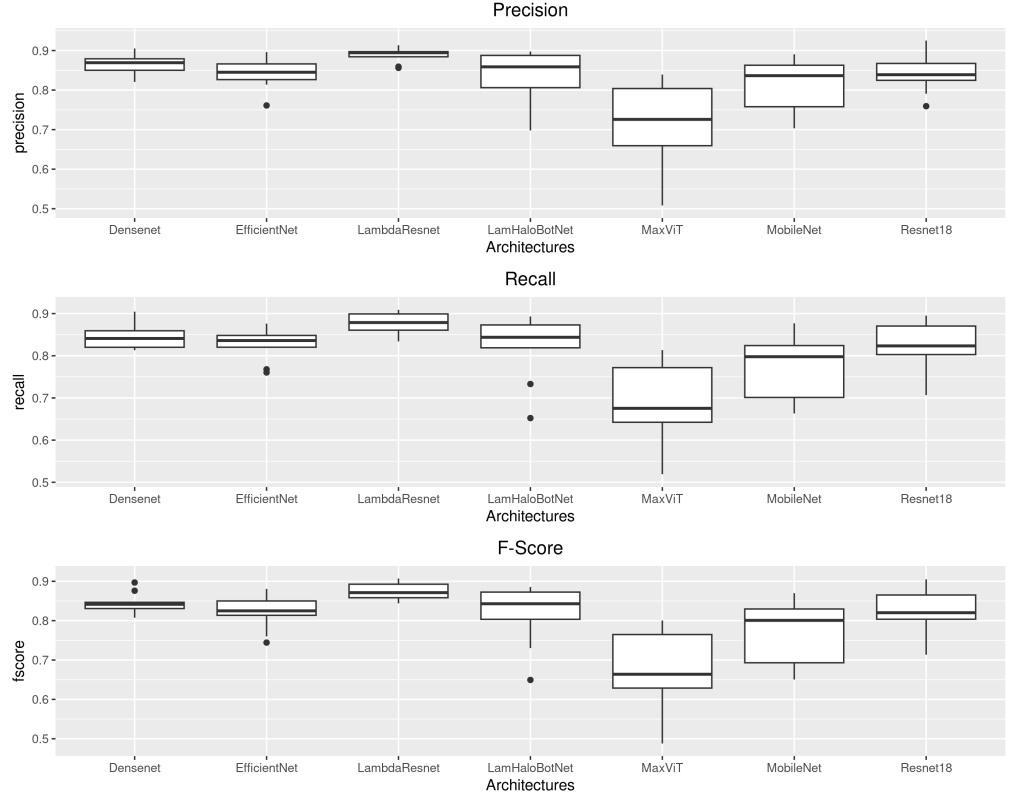 Precision
precision
0.9
0.8
0.7
0.6
0.5
Densenet EfficientNet LambdaResnet LamHaloBotNet MaxViT MobileNet Resnet18
Architectures
Recall
recall
0.9
0.8
0.7
0.6
0.5
Densenet EfficientNet LambdaResnet LamHaloBotNet MaxViT MobileNet Resnet18
Architectures
F-Score
fscore
0.9
0.8
0.7
0.6
0.5
Densenet EfficientNet LambdaResnet LamHaloBotNet MaxViT MobileNet Resnet18
Architectures